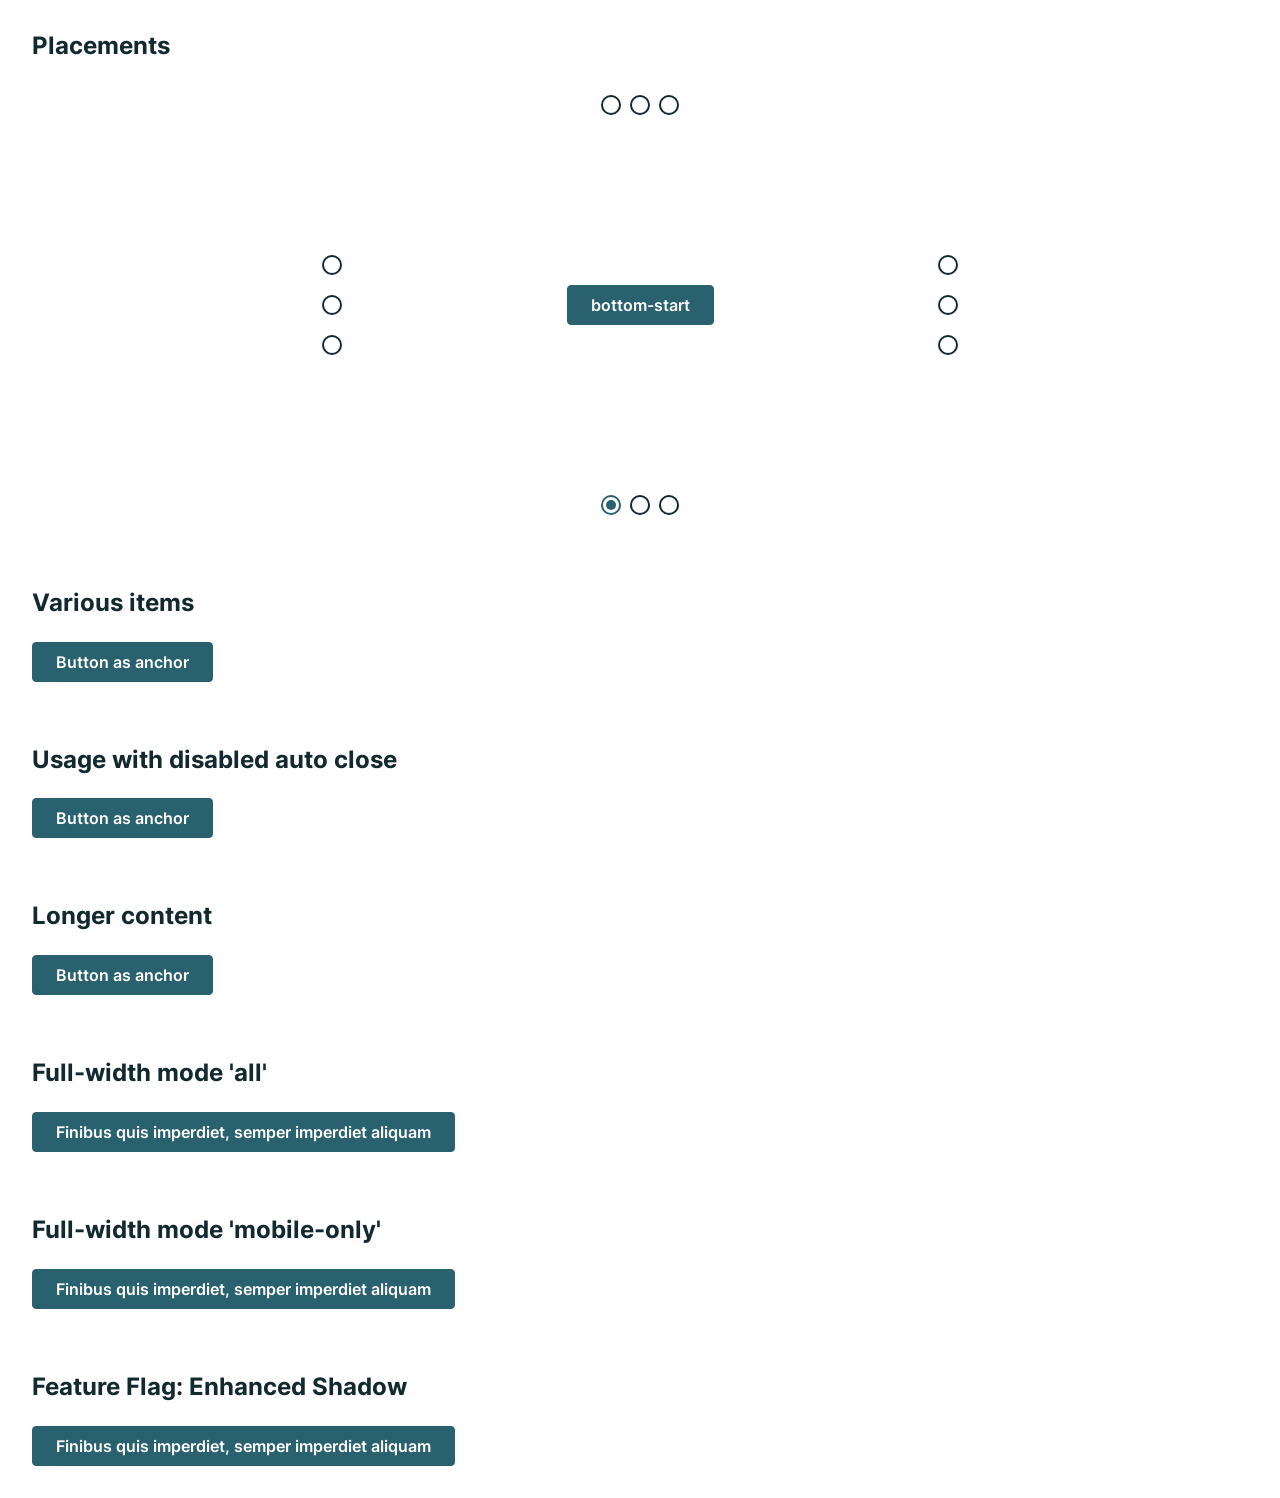 Placements
bottom-start
Various items
Button as anchor
Usage with disabled auto close
Button as anchor
Longer content
Button as anchor
Full-width mode 'all'
Finibus quis imperdiet, semper imperdiet aliquam
Full-width mode 'mobile-only'
Finibus quis imperdiet, semper imperdiet aliquam
Feature Flag: Enhanced Shadow
Finibus quis imperdiet, semper imperdiet aliquam